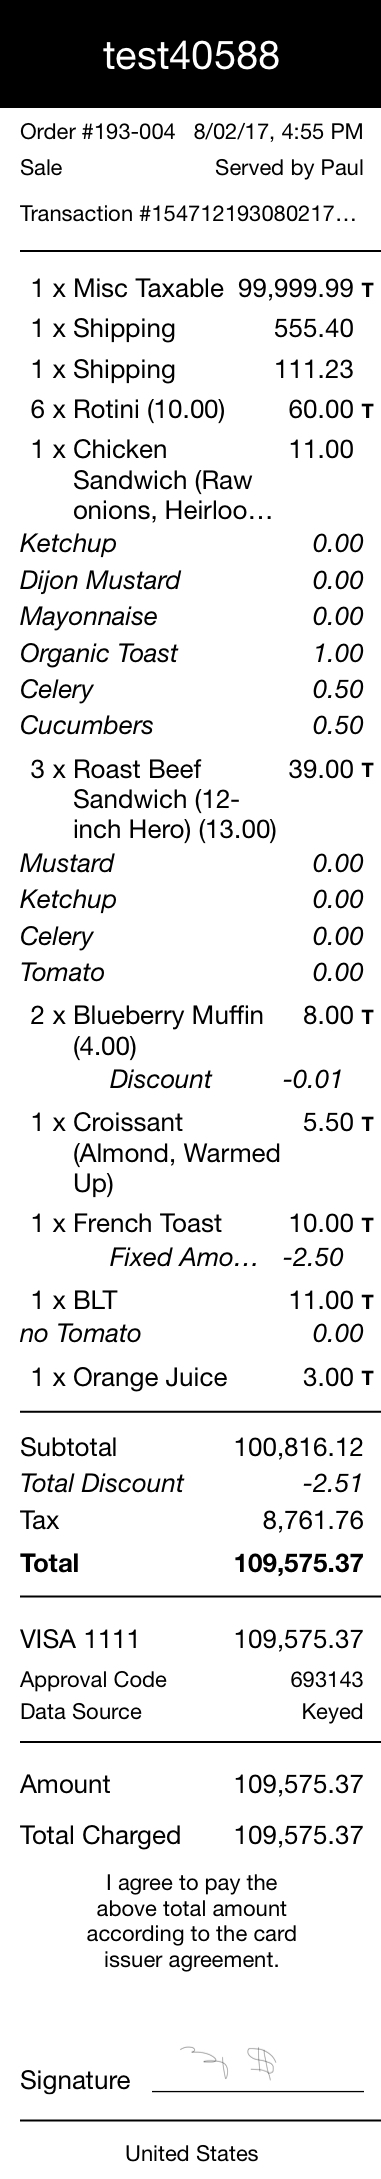 test40588
Order #193-004 8/02/17, 4:55 PM
Sale Served by Paul
Transaction #154712193080217…
1 x Misc Taxable 99,999.99 T
1 x Shipping 555.40
1 x Shipping 111.23
6 x Rotini (10.00) 60.00 T
1 x Chicken 11.00
Sandwich (Raw
onions, Heirloo…
Ketchup 0.00
Dijon Mustard 0.00
Mayonnaise 0.00
Organic Toast 1.00
Celery 0.50
Cucumbers 0.50
3 x Roast Beef 39.00 T
Sandwich (12-
inch Hero) (13.00)
Mustard 0.00
Ketchup 0.00
Celery 0.00
Tomato 0.00
2 x Blueberry Muffin 8.00 T
(4.00)
Discount -0.01
1 x Croissant 5.50 T
(Almond, Warmed
Up)
1 x French Toast 10.00 T
Fixed Amo… -2.50
1 x BLT 11.00 T
no Tomato 0.00
1 x Orange Juice 3.00 T
Subtotal 100,816.12
Total Discount -2.51
Tax 8,761.76
Total 109,575.37
VISA 1111 109,575.37
Approval Code 693143
Data Source Keyed
Amount 109,575.37
Total Charged 109,575.37
I agree to pay the
above total amount
according to the card
issuer agreement.
Signature
United States